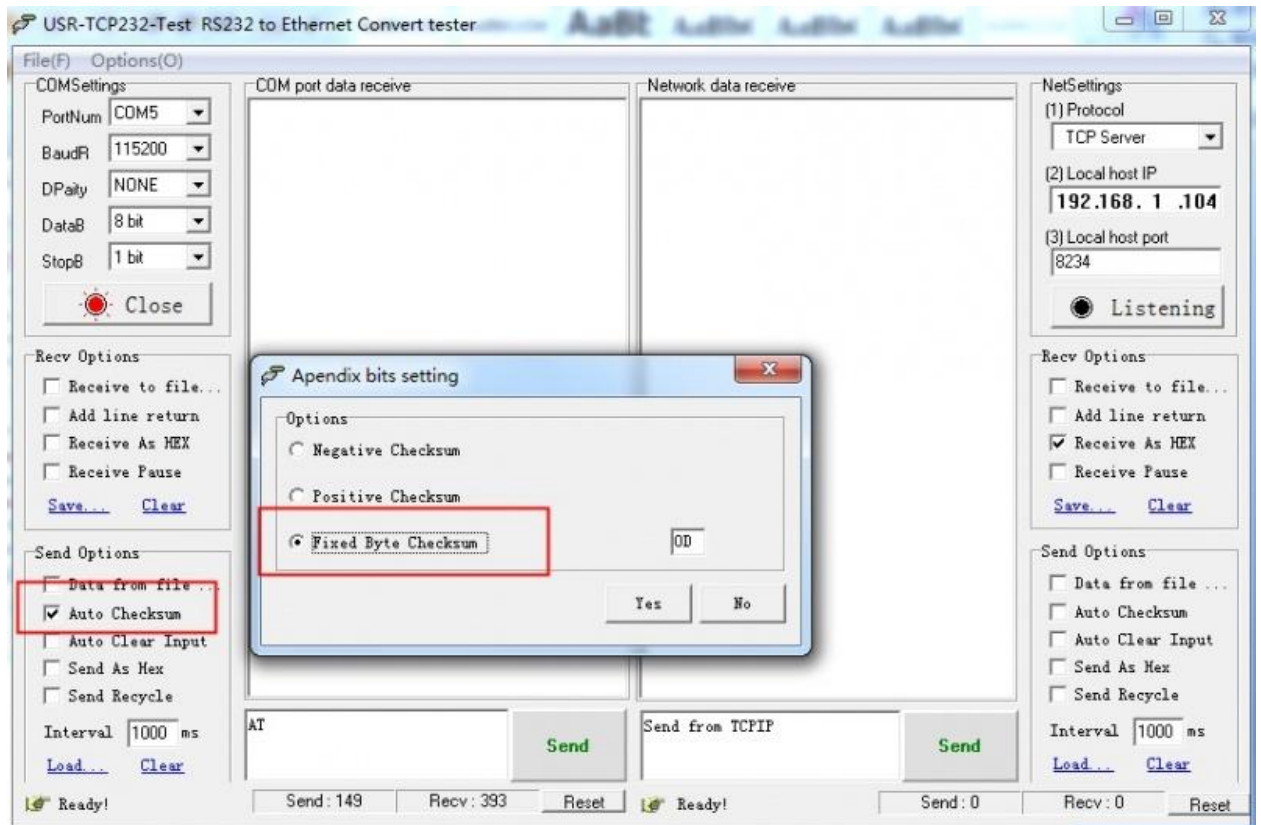 USR-TCP232-Test RS232 to Ethernet Convert tester
File(F) Options(O)
COMSettings
PortNum COM5
BaudR 115200
DPaity NONE
DataB 8 bit
StopB 1 bit
Close
Recv Options
Receive to file...
Add line return
Receive As HEX
Receive Pause
Save... Clear
Send Options
Data from file ...
Auto Checksum
Auto Clear Input
Send As Hex
Send Recycle
Interval 1000 ms
Load... Clear
COM port data receive
Network data receive
Apendix bits setting
Options
Negative Checksum
Positive Checksum
Fixed Byte Checksum 0D
Yes No
AT
Send
Send from TCPIP
Send
NetSettings
(1) Protocol
TCP Server
(2) Local host IP
192.168. 1 .104
(3) Local host port
8234
Listening
Recv Options
Receive to file...
Add line return
Receive As HEX
Receive Pause
Save... Clear
Send Options
Data from file ...
Auto Checksum
Auto Clear Input
Send As Hex
Send Recycle
Interval 1000 ms
Load... Clear
Ready! Send : 149 Recv : 393 Reset
Ready! Send : 0 Recv : 0 Reset